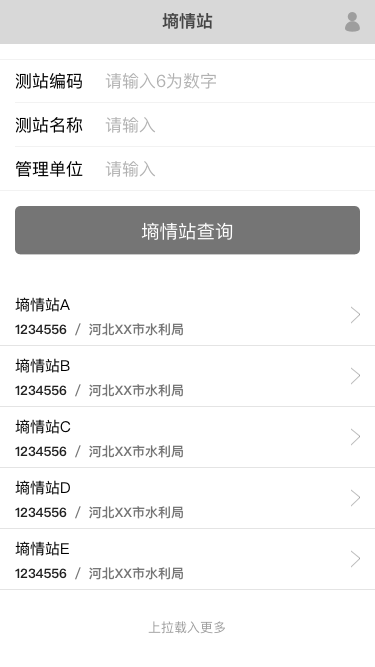 墒情站
测站编码 请输入6为数字
测站名称 请输入
管理单位 请输入
墒情站查询
墒情站A
1234556 / 河北XX市水利局
墒情站B
1234556 / 河北XX市水利局
墒情站C
1234556 / 河北XX市水利局
墒情站D
1234556 / 河北XX市水利局
墒情站E
1234556 / 河北XX市水利局
上拉载入更多